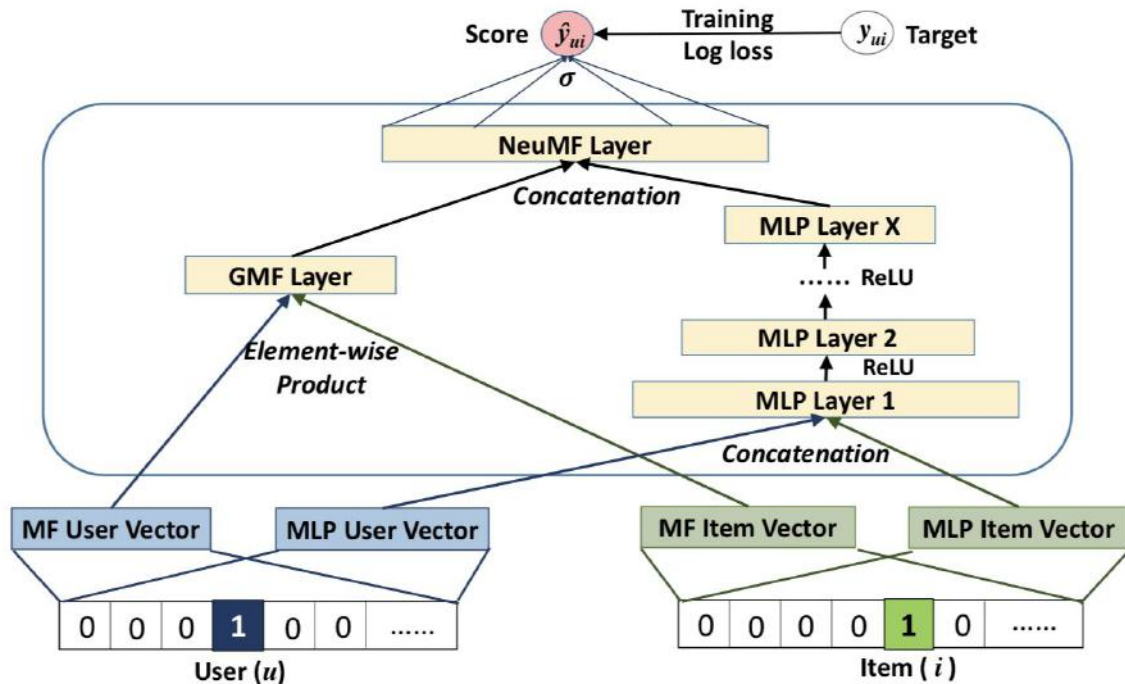 Score
ŷui
Training
Log loss
yui
Target
σ
NeuMF Layer
Concatenation
MLP Layer X
GMF Layer
...... ReLU
MLP Layer 2
Element-wise
Product
ReLU
MLP Layer 1
Concatenation
MF User Vector
MLP User Vector
MF Item Vector
MLP Item Vector
0 0 0 1 0 0 ......
0 0 0 0 1 0 ......
User (u)
Item ( i )